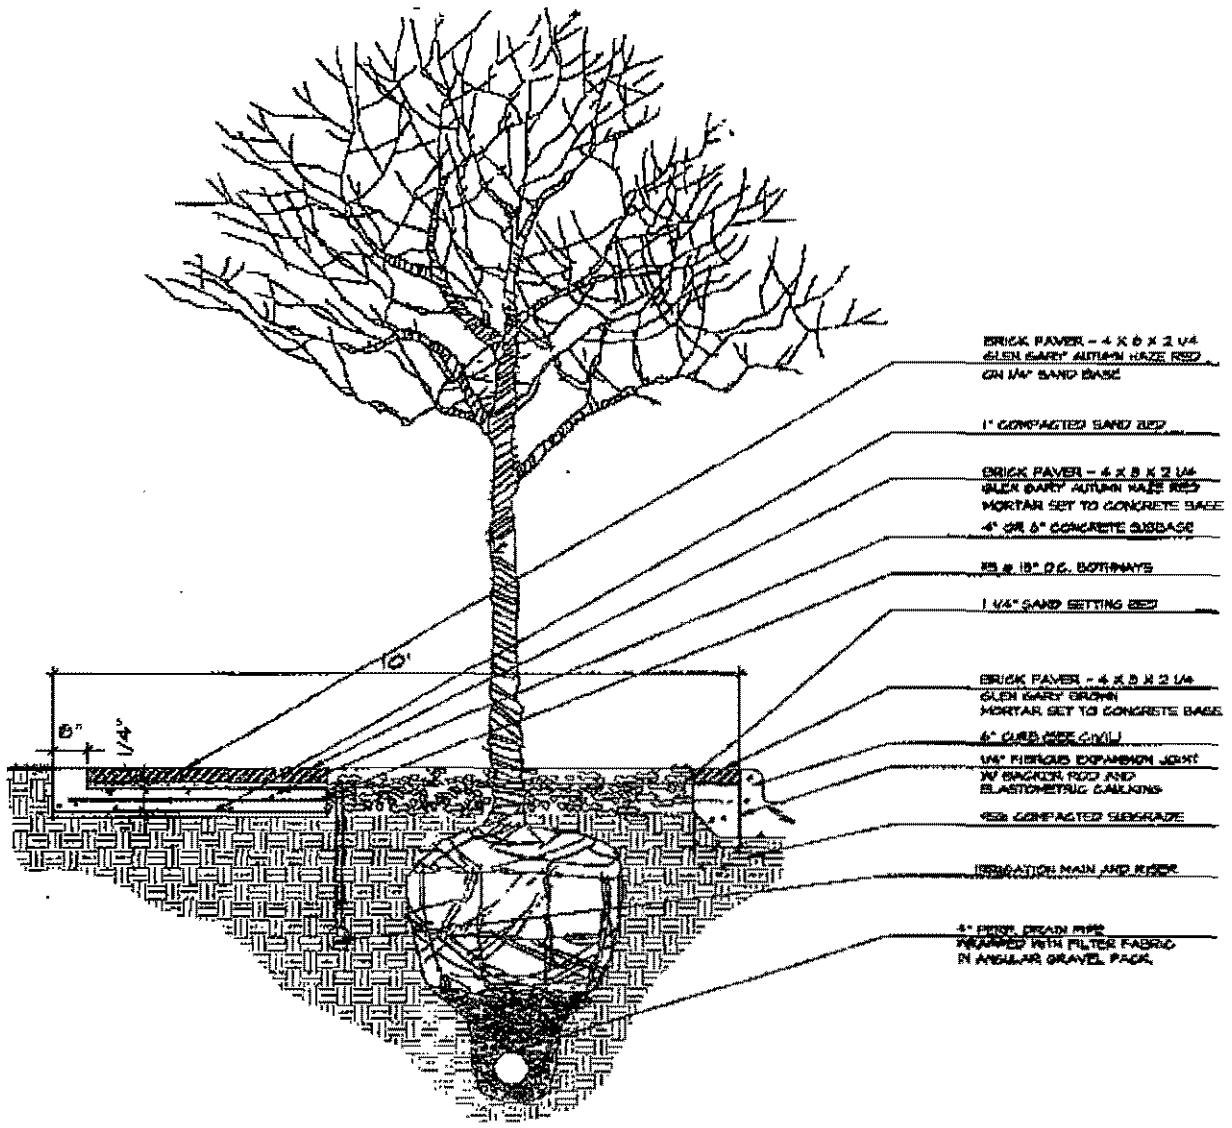 BRICK PAVER - 4 X 8 X 2 1/4
GLEN GARY AUTUMN HAZE RED
ON 1/4" SAND BASE
1" COMPACTED SAND BED
BRICK PAVER - 4 X 8 X 2 1/4
GLEN GARY AUTUMN HAZE RED
MORTAR SET TO CONCRETE BASE
4" OR 6" CONCRETE SUBBASE
@ 18" O.C. BOTHWAYS
1 1/4" SAND SETTING BED
10'
BRICK PAVER - 4 X 8 X 2 1/4
GLEN GARY BROWN
MORTAR SET TO CONCRETE BASE
8"
1/4"
6" CURB (SEE CIVIL)
1/4" FIBROUS EXPANSION JOINT
W/ BACKER ROD AND
ELASTOMETRIC CAULKING
95% COMPACTED SUBGRADE
IRRIGATION MAIN AND RISER
4" PERF. DRAIN PIPE
WRAPPED WITH FILTER FABRIC
IN ANGULAR GRAVEL PACK.